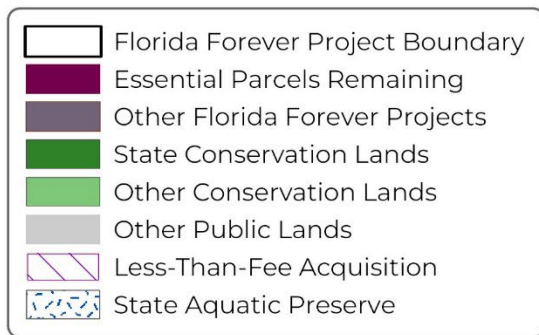 Florida Forever Project Boundary
Essential Parcels Remaining
Other Florida Forever Projects
State Conservation Lands
Other Conservation Lands
Other Public Lands
Less-Than-Fee Acquisition
State Aquatic Preserve